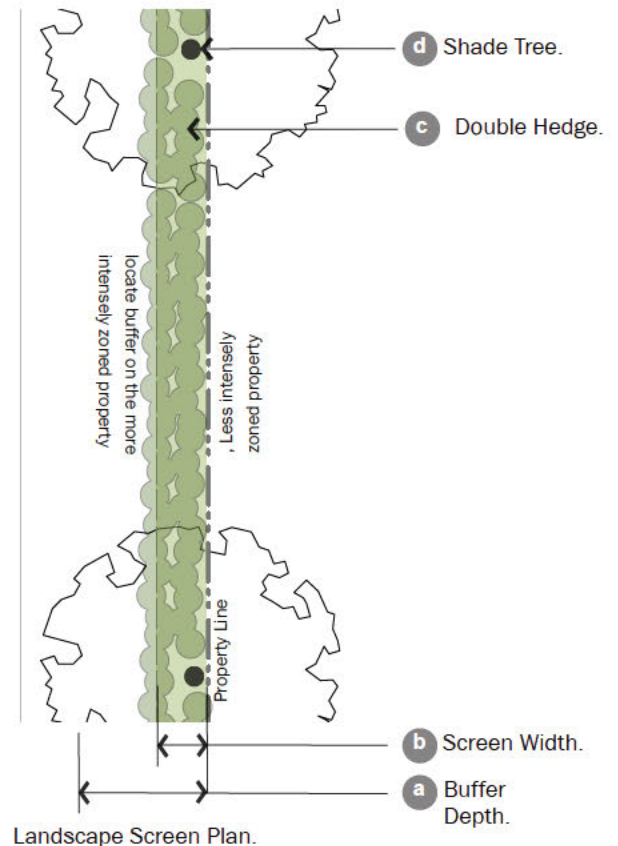 d Shade Tree.
c Double Hedge.
locate buffer on the more
intensely zoned property
, Less intensely
zoned property
Property Line
b Screen Width.
a Buffer
Depth.
Landscape Screen Plan.